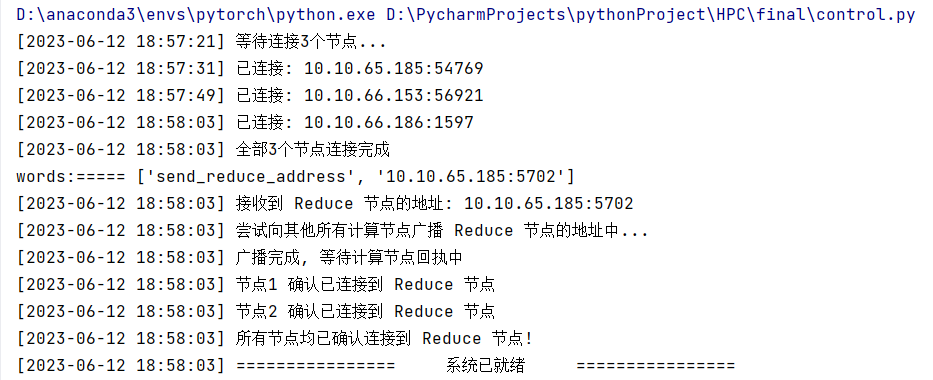 D:\anaconda3\envs\pytorch\python.exe D:\PycharmProjects\pythonProject\HPC\final\control.py
[2023-06-12 18:57:21] 等待连接3个节点...
[2023-06-12 18:57:31] 已连接: 10.10.65.185:54769
[2023-06-12 18:57:49] 已连接: 10.10.66.153:56921
[2023-06-12 18:58:03] 已连接: 10.10.66.186:1597
[2023-06-12 18:58:03] 全部3个节点连接完成
words:===== ['send_reduce_address', '10.10.65.185:5702']
[2023-06-12 18:58:03] 接收到 Reduce 节点的地址: 10.10.65.185:5702
[2023-06-12 18:58:03] 尝试向其他所有计算节点广播 Reduce 节点的地址中...
[2023-06-12 18:58:03] 广播完成, 等待计算节点回执中
[2023-06-12 18:58:03] 节点1 确认已连接到 Reduce 节点
[2023-06-12 18:58:03] 节点2 确认已连接到 Reduce 节点
[2023-06-12 18:58:03] 所有节点均已确认连接到 Reduce 节点!
[2023-06-12 18:58:03] ================ 系统已就绪 ================